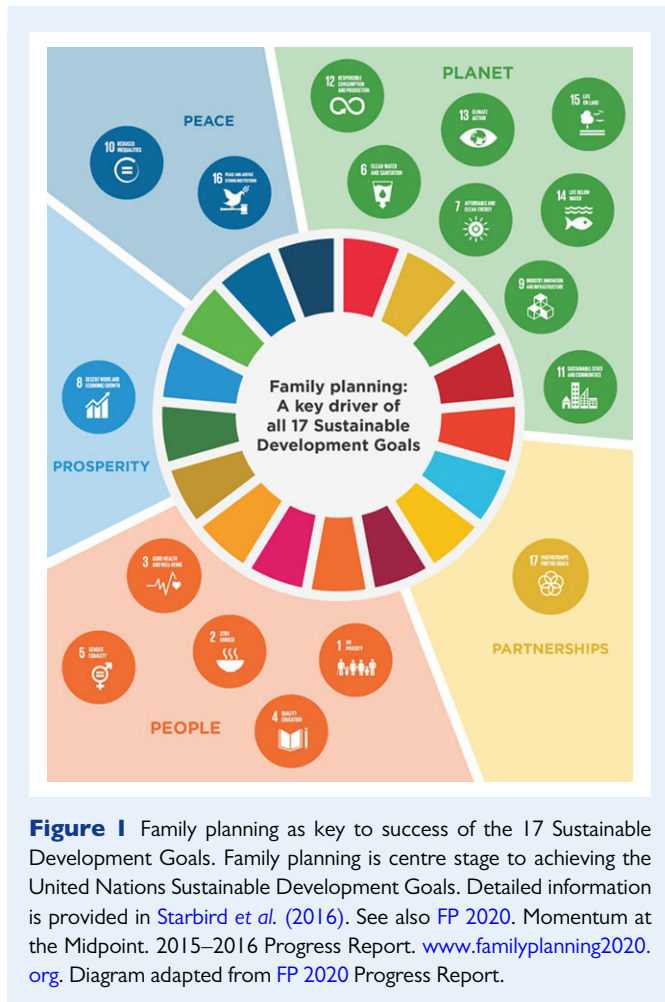 PEACE
10 REDUCED
INEQUALITIES
16 PEACE AND JUSTICE
STRONG INSTITUTIONS
PLANET
12 RESPONSIBLE
CONSUMPTION
AND PRODUCTION
13 CLIMATE
ACTION
15 LIFE
ON LAND
6 CLEAN WATER
AND SANITATION
7 AFFORDABLE AND
CLEAN ENERGY
14 LIFE BELOW
WATER
9 INDUSTRY, INNOVATION
AND INFRASTRUCTURE
11 SUSTAINABLE CITIES
AND COMMUNITIES
8 DECENT WORK AND
ECONOMIC GROWTH
PROSPERITY
Family planning:
A key driver of
all 17 Sustainable
Development Goals
3 GOOD HEALTH
AND WELL-BEING
5 GENDER
EQUALITY
2 ZERO
HUNGER
1 NO
POVERTY
4 QUALITY
EDUCATION
PEOPLE
17 PARTNERSHIPS
FOR THE GOALS
PARTNERSHIPS
Figure 1 Family planning as key to success of the 17 Sustainable
Development Goals. Family planning is centre stage to achieving the
United Nations Sustainable Development Goals. Detailed information
is provided in Starbird et al. (2016). See also FP 2020. Momentum at
the Midpoint. 2015–2016 Progress Report. www.familyplanning2020.
org. Diagram adapted from FP 2020 Progress Report.